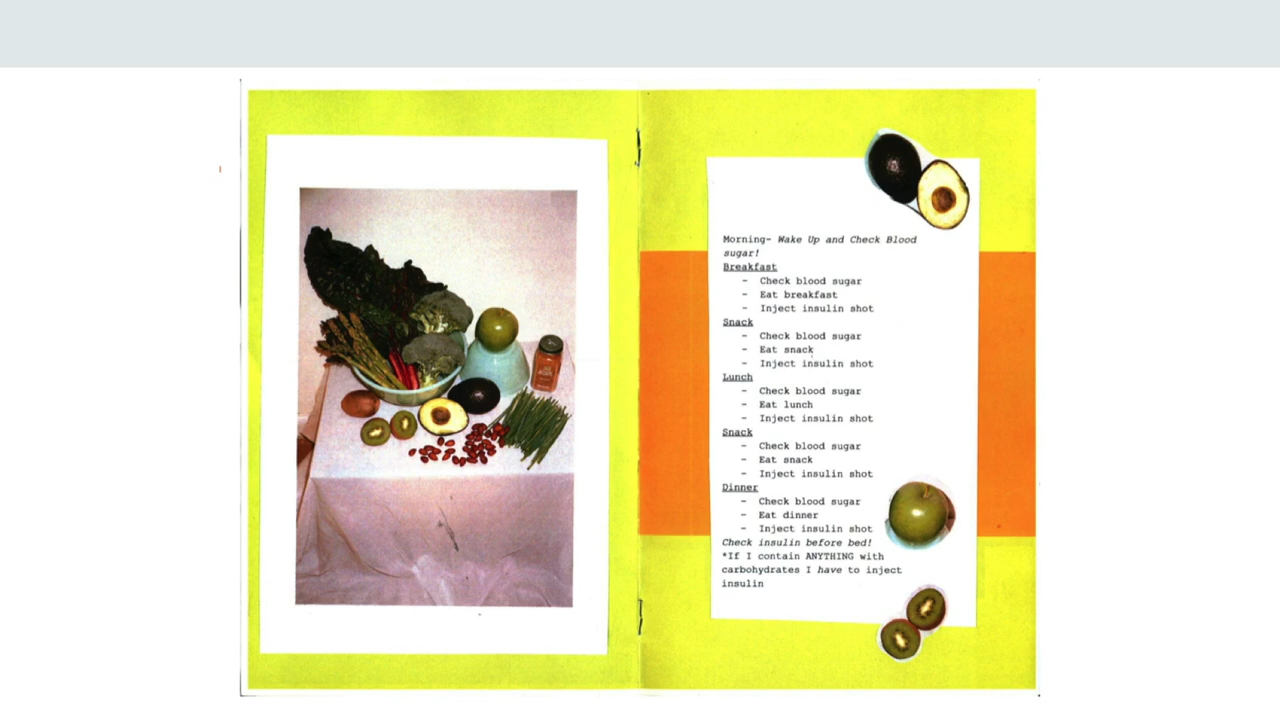 Morning- Wake Up and Check Blood
sugar!
Breakfast
- Check blood sugar
- Eat breakfast
- Inject insulin shot
Snack
- Check blood sugar
- Eat snack
- Inject insulin shot
Lunch
- Check blood sugar
- Eat lunch
- Inject insulin shot
Snack
- Check blood sugar
- Eat snack
- Inject insulin shot
Dinner
- Check blood sugar
- Eat dinner
- Inject insulin shot
Check insulin before bed!
*If I contain ANYTHING with
carbohydrates I have to inject
insulin